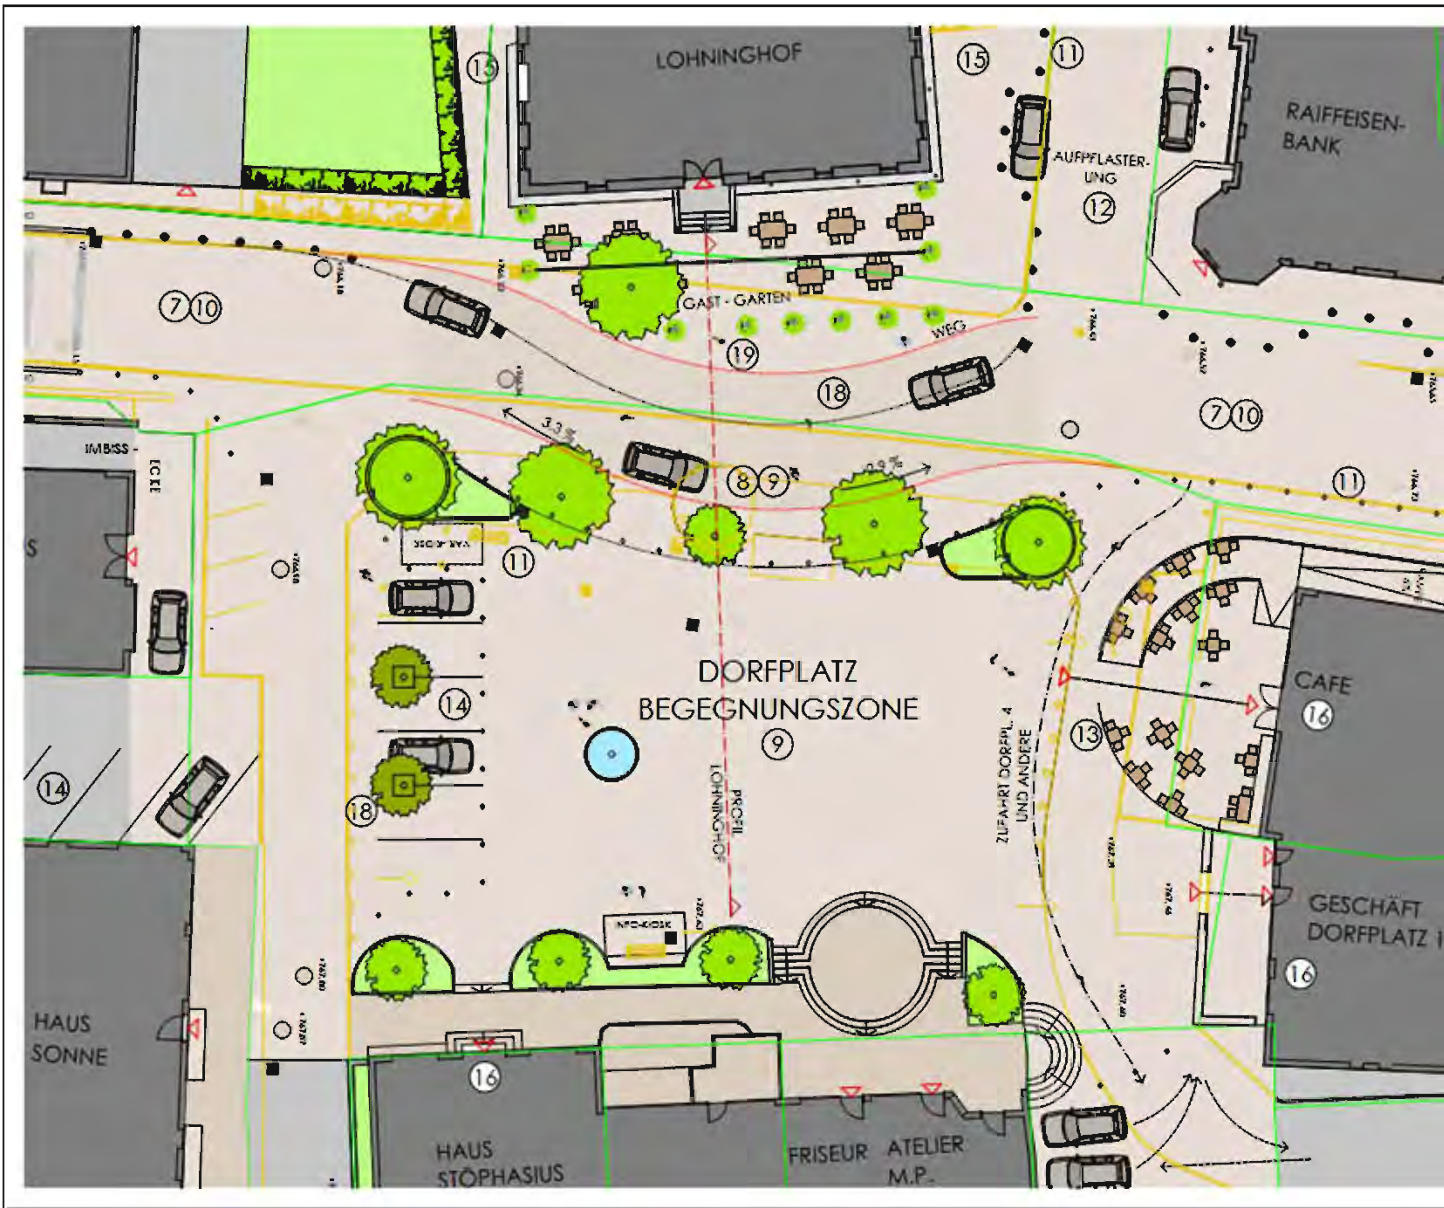 LOHNINGHOF
15
15
11
RAIFFEISEN-
BANK
AUFPFLASTER-
UNG
12
7 10
GAST - GARTEN
WEG
19
18
7 10
3.3 %
8 9
11
IMBISS -
ECKE
11
DORFPLATZ
BEGEGNUNGSZONE
9
14
14
18
PROFIL
LOHNINGHOF
ZUFAHRT DORFPL. 4
UND ANDERE
13
CAFE
16
INFO-KIOSK
GESCHÄFT
DORFPLATZ
16
HAUS
SONNE
16
HAUS
STÖPHASIUS
FRISEUR
ATELIER
M.P.